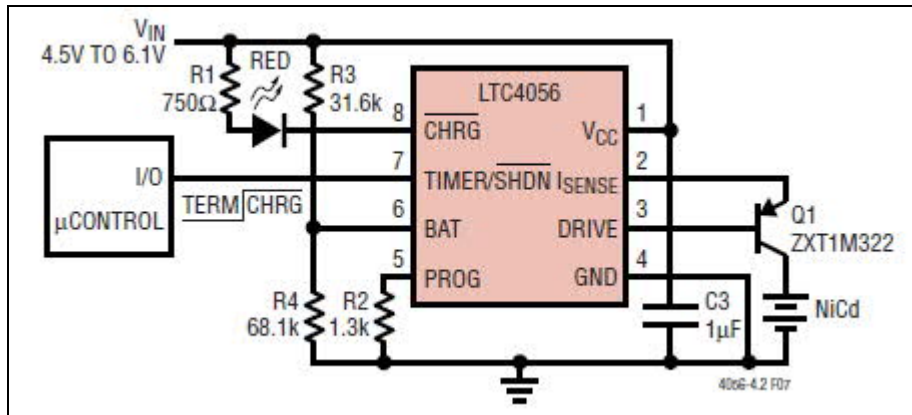 VIN
4.5V TO 6.1V
R1
750Ω
RED
R3
31.6k
LTC4056
8
CHRG
1
VCC
I/O
µCONTROL
TERM CHRG
7
TIMER/SHDN
2
ISENSE
6
BAT
3
DRIVE
Q1
ZXT1M322
5
PROG
4
GND
R4
68.1k
R2
1.3k
C3
1µF
NiCd
4056-4.2 F07